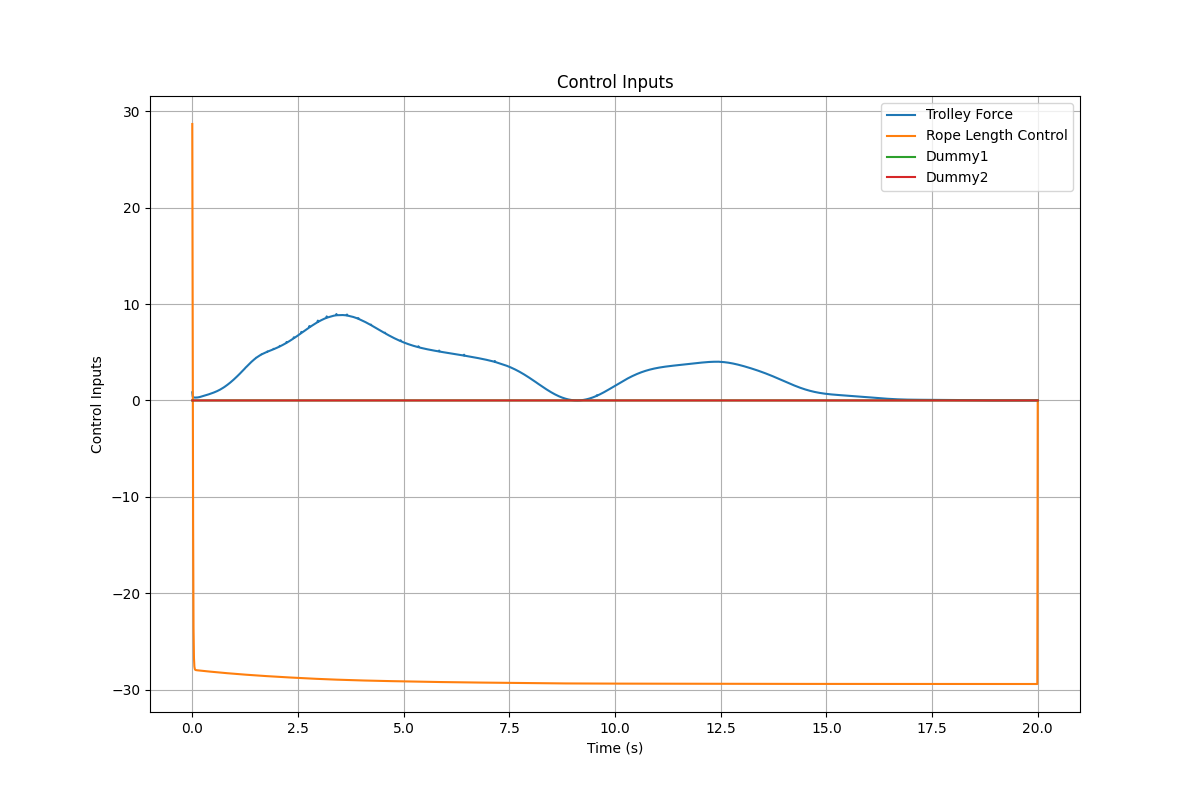 Control Inputs
Trolley Force
Rope Length Control
Dummy1
Dummy2
Control Inputs
30
20
10
0
−10
−20
−30
0.0 2.5 5.0 7.5 10.0 12.5 15.0 17.5 20.0
Time (s)